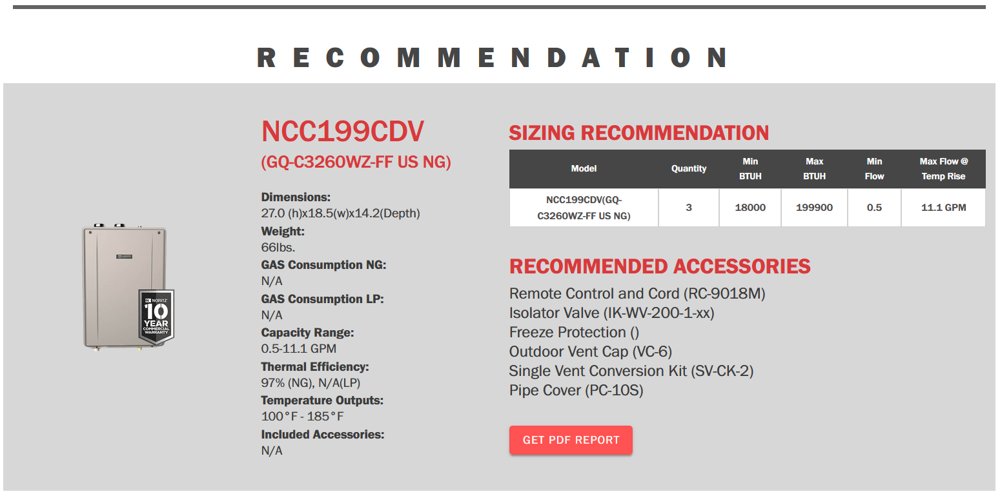 RECOMMENDATION
NCC199CDV
(GQ-C3260WZ-FF US NG)
Dimensions:
27.0 (h)x18.5(w)x14.2(Depth)
Weight:
66lbs.
GAS Consumption NG:
N/A
GAS Consumption LP:
N/A
Capacity Range:
0.5-11.1 GPM
Thermal Efficiency:
97% (NG), N/A(LP)
Temperature Outputs:
100°F - 185°F
Included Accessories:
N/A
NORITZ
10
YEAR
COMMERCIAL
WARRANTY
SIZING RECOMMENDATION
Model Quantity Min BTUH Max BTUH Min Flow Max Flow @ Temp Rise
NCC199CDV(GQ-
C3260WZ-FF US NG) 3 18000 199900 0.5 11.1 GPM
RECOMMENDED ACCESSORIES
Remote Control and Cord (RC-9018M)
Isolator Valve (IK-WV-200-1-xx)
Freeze Protection ()
Outdoor Vent Cap (VC-6)
Single Vent Conversion Kit (SV-CK-2)
Pipe Cover (PC-10S)
GET PDF REPORT